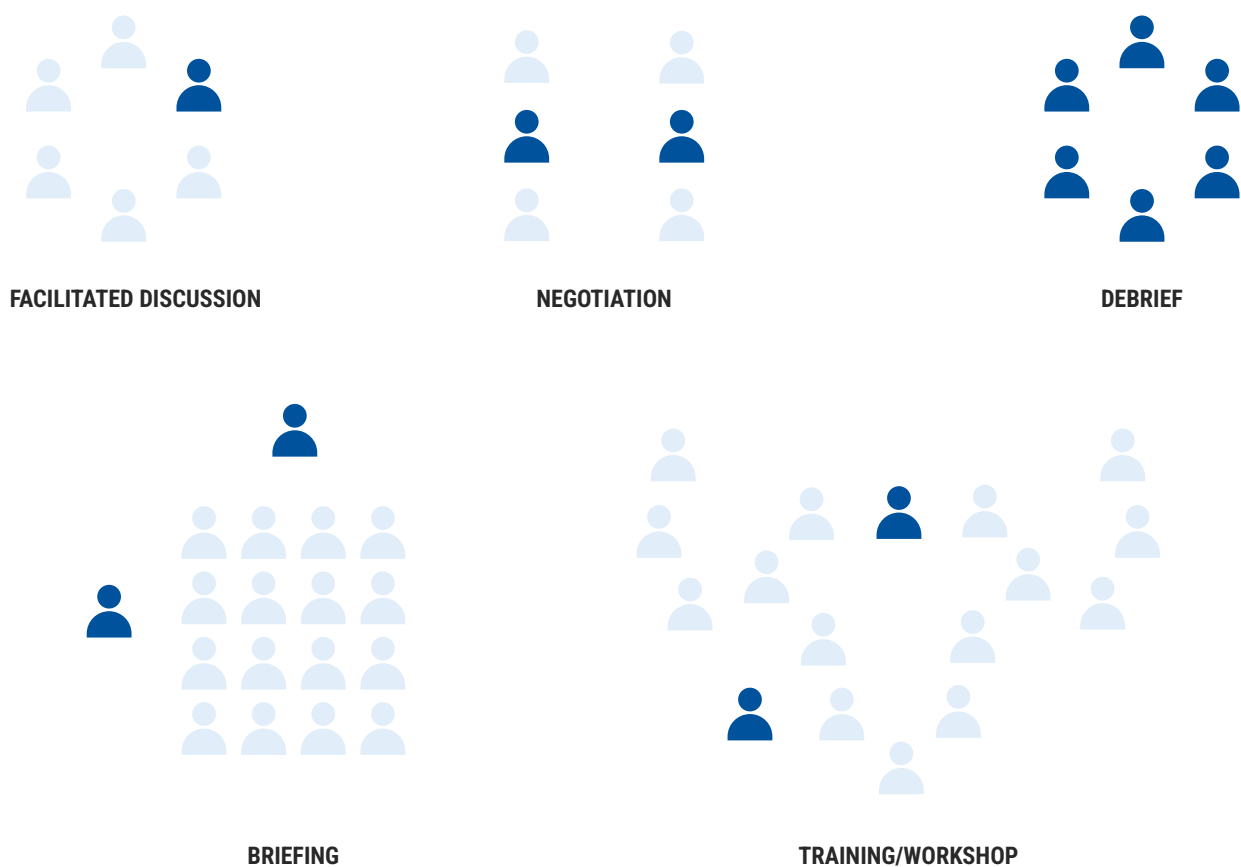 FACILITATED DISCUSSION
NEGOTIATION
DEBRIEF
BRIEFING
TRAINING/WORKSHOP